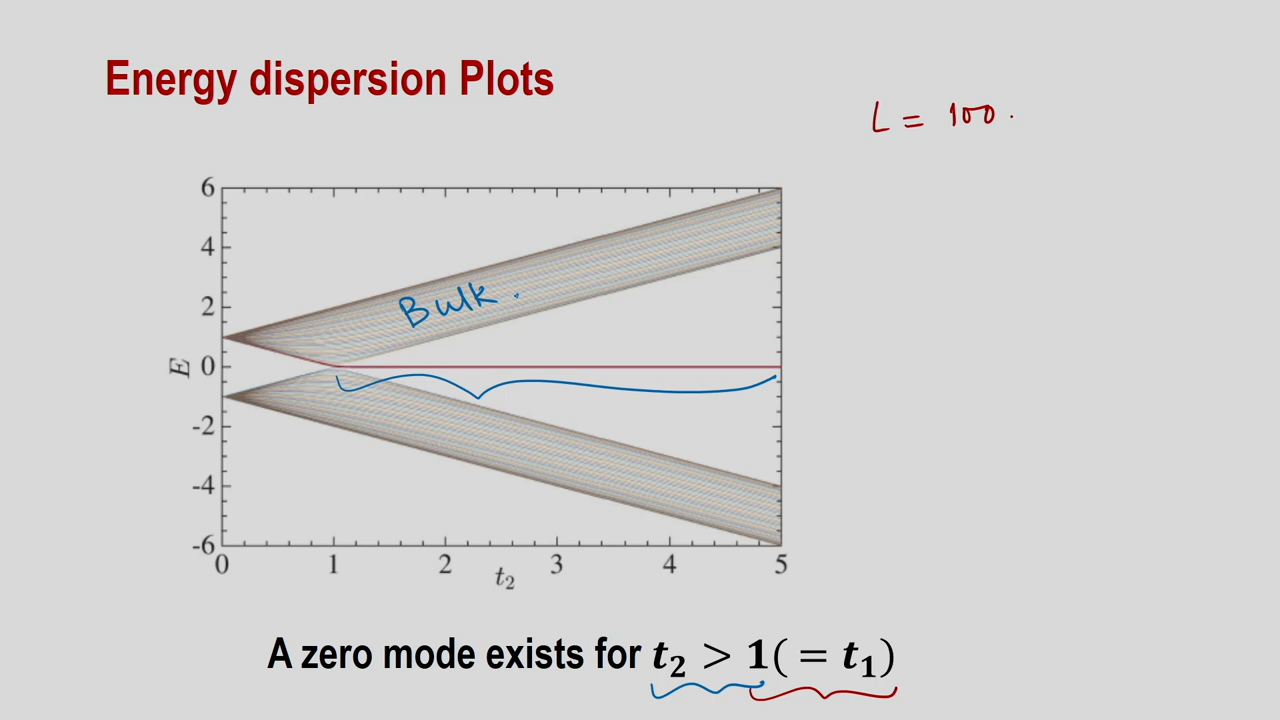 Energy dispersion Plots
L = 100.
6
4
Bulk.
2
E 0
-2
-4
-6
0 1 2 3 4 5
t₂
A zero mode exists for t₂ > 1(= t₁)